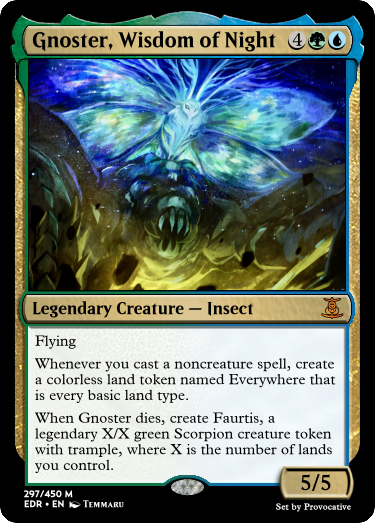 Gnoster, Wisdom of Night 4
Legendary Creature — Insect
Flying
Whenever you cast a noncreature spell, create
a colorless land token named Everywhere that
is every basic land type.
When Gnoster dies, create Faurtis, a
legendary X/X green Scorpion creature token
with trample, where X is the number of lands
you control.
5/5
297/450 M
EDR • EN Temmaru
Set by Provocative